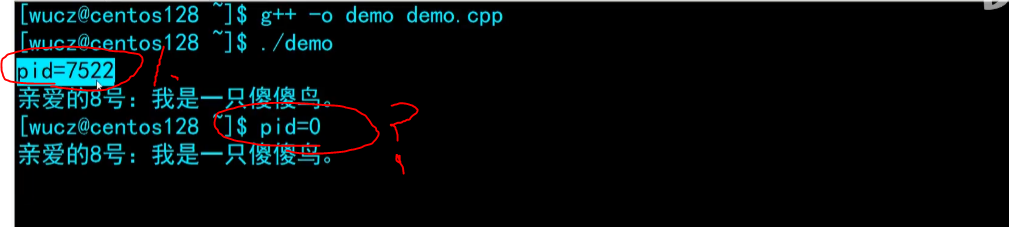 [wucz@centos128 ~]$ g++ -o demo demo.cpp
[wucz@centos128 ~]$ ./demo
pid=7522 1.
亲爱的8号：我是一只傻傻鸟。
[wucz@centos128 ~]$ pid=0 ?
亲爱的8号：我是一只傻傻鸟。